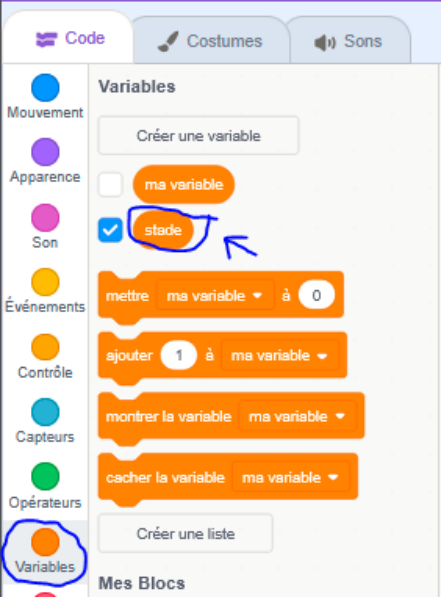 Code Costumes Sons
Mouvement
Apparence
Son
Événements
Contrôle
Capteurs
Opérateurs
Variables
Variables
Créer une variable
ma variable
stade
mettre ma variable à 0
ajouter 1 à ma variable
montrer la variable ma variable
cacher la variable ma variable
Créer une liste
Mes Blocs